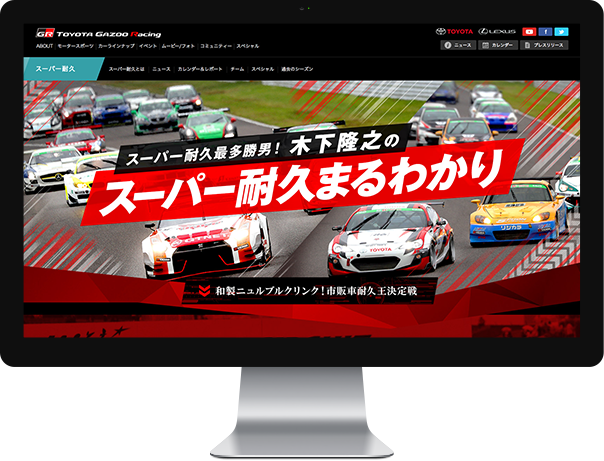 GR TOYOTA GAZOO Racing
TOYOTA LEXUS
ABOUT モータースポーツ カーラインナップ イベント ムービー/フォト コミュニティー スペシャル
ニュース カレンダー プレスリリース
スーパー耐久
スーパー耐久とは ニュース カレンダー&レポート チーム スペシャル 過去のシーズン
スーパー耐久最多勝男! 木下隆之の
スーパー耐久まるわかり
TOYOTA
リンカラ
和製ニュルブルクリンク!市販車耐久王決定戦